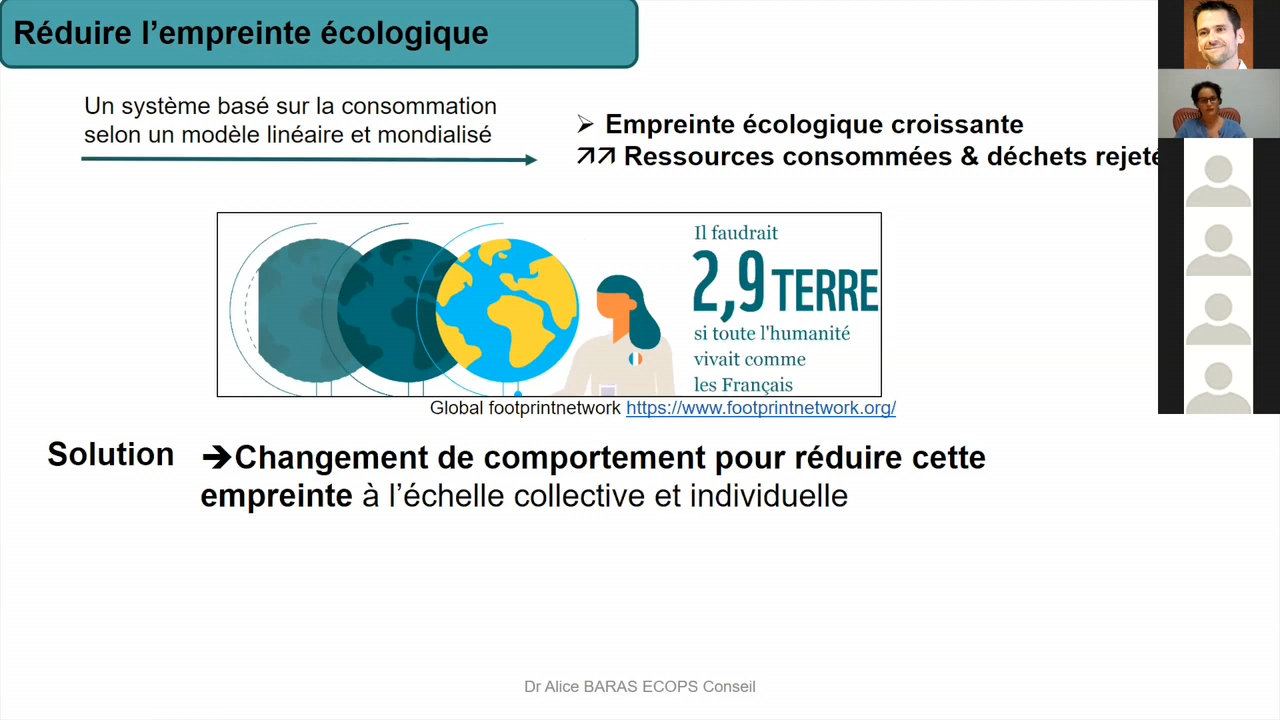 Réduire l’empreinte écologique
Un système basé sur la consommation
selon un modèle linéaire et mondialisé
➢ Empreinte écologique croissante
↗↗ Ressources consommées & déchets rejeté
Il faudrait
2,9 TERRE
si toute l'humanité
vivait comme
les Français
Global footprintnetwork https://www.footprintnetwork.org/
Solution
➔Changement de comportement pour réduire cette
empreinte à l’échelle collective et individuelle
Dr Alice BARAS ECOPS Conseil